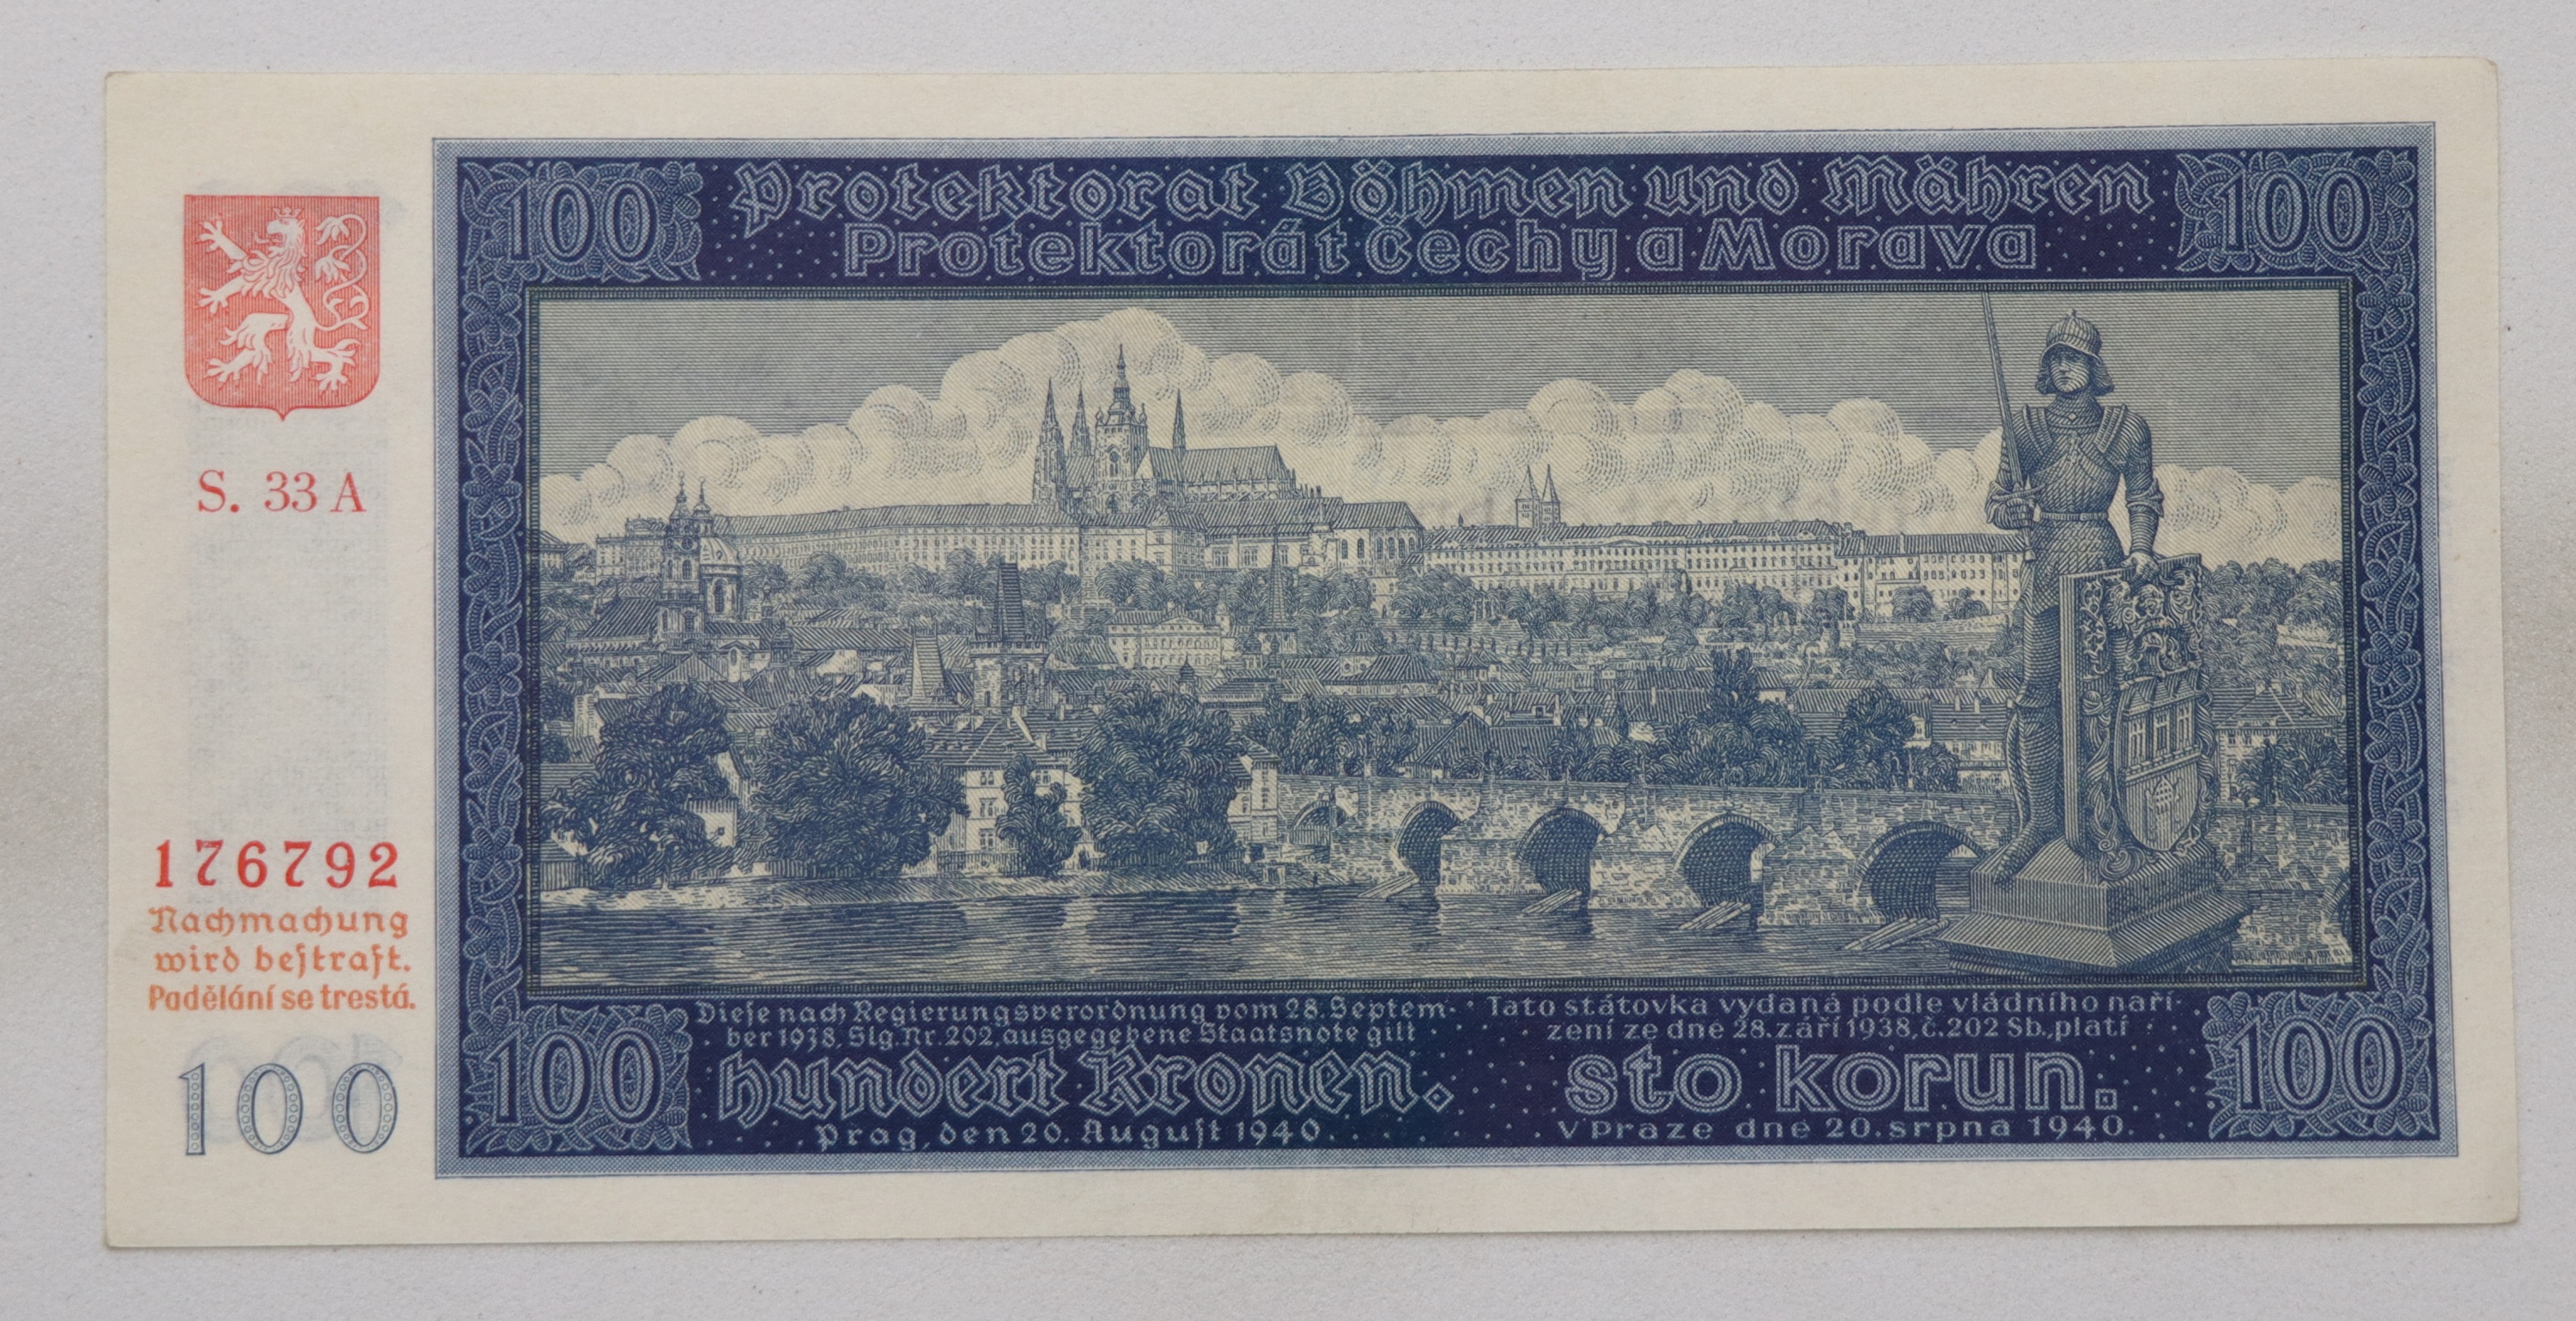 100
Protektorat Böhmen und Mähren
Protektorát Čechy a Morava
100
S. 33 A
176792
Nachmachung
wird bestraft.
Padělání se trestá.
100
Diese nach Regierungsverordnung vom 28. Septem-
ber 1938, Slg. Nr. 202, ausgegebene Staatsnote gilt
hundert Kronen.
Prag, den 20. August 1940.
Tato státovka vydaná podle vládního naří-
zení ze dne 28. září 1938, č. 202 Sb., platí
sto korun.
V Praze dne 20. srpna 1940.
100
100